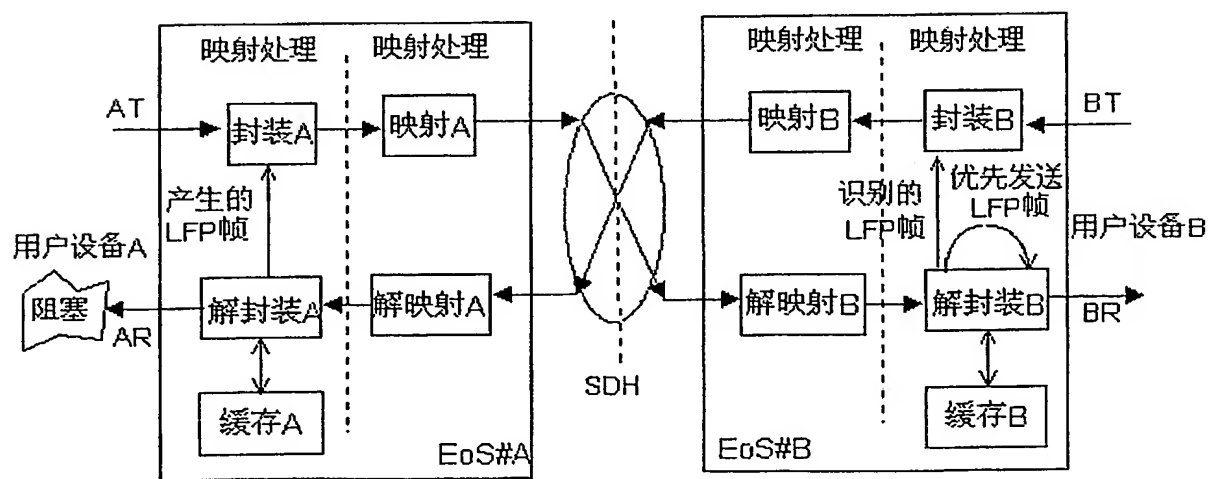 映射处理 映射处理
AT
封装A
映射A
产生的
LFP帧
用户设备A
阻塞
AR
解封装A
解映射A
缓存A
EoS#A
SDH
映射处理 映射处理
映射B
封装B
BT
识别的
LFP帧
优先发送
LFP帧
用户设备B
解映射B
解封装B
BR
缓存B
EoS#B